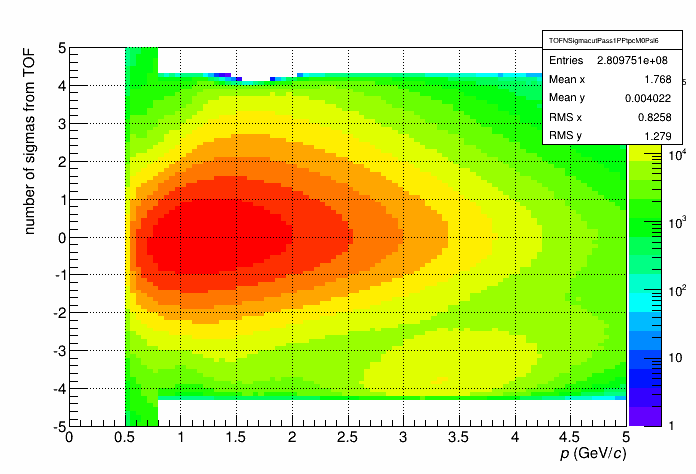 TOFNSigmacutPass1PPtpcM0Psl6
Entries 2.809751e+08
Mean x 1.768
Mean y 0.004022
RMS x 0.8258
RMS y 1.279
number of sigmas from TOF
5
4
3
2
1
0
-1
-2
-3
-4
-5
0 0.5 1 1.5 2 2.5 3 3.5 4 4.5 5
p (GeV/c)
5
10⁴
10³
10²
10
1